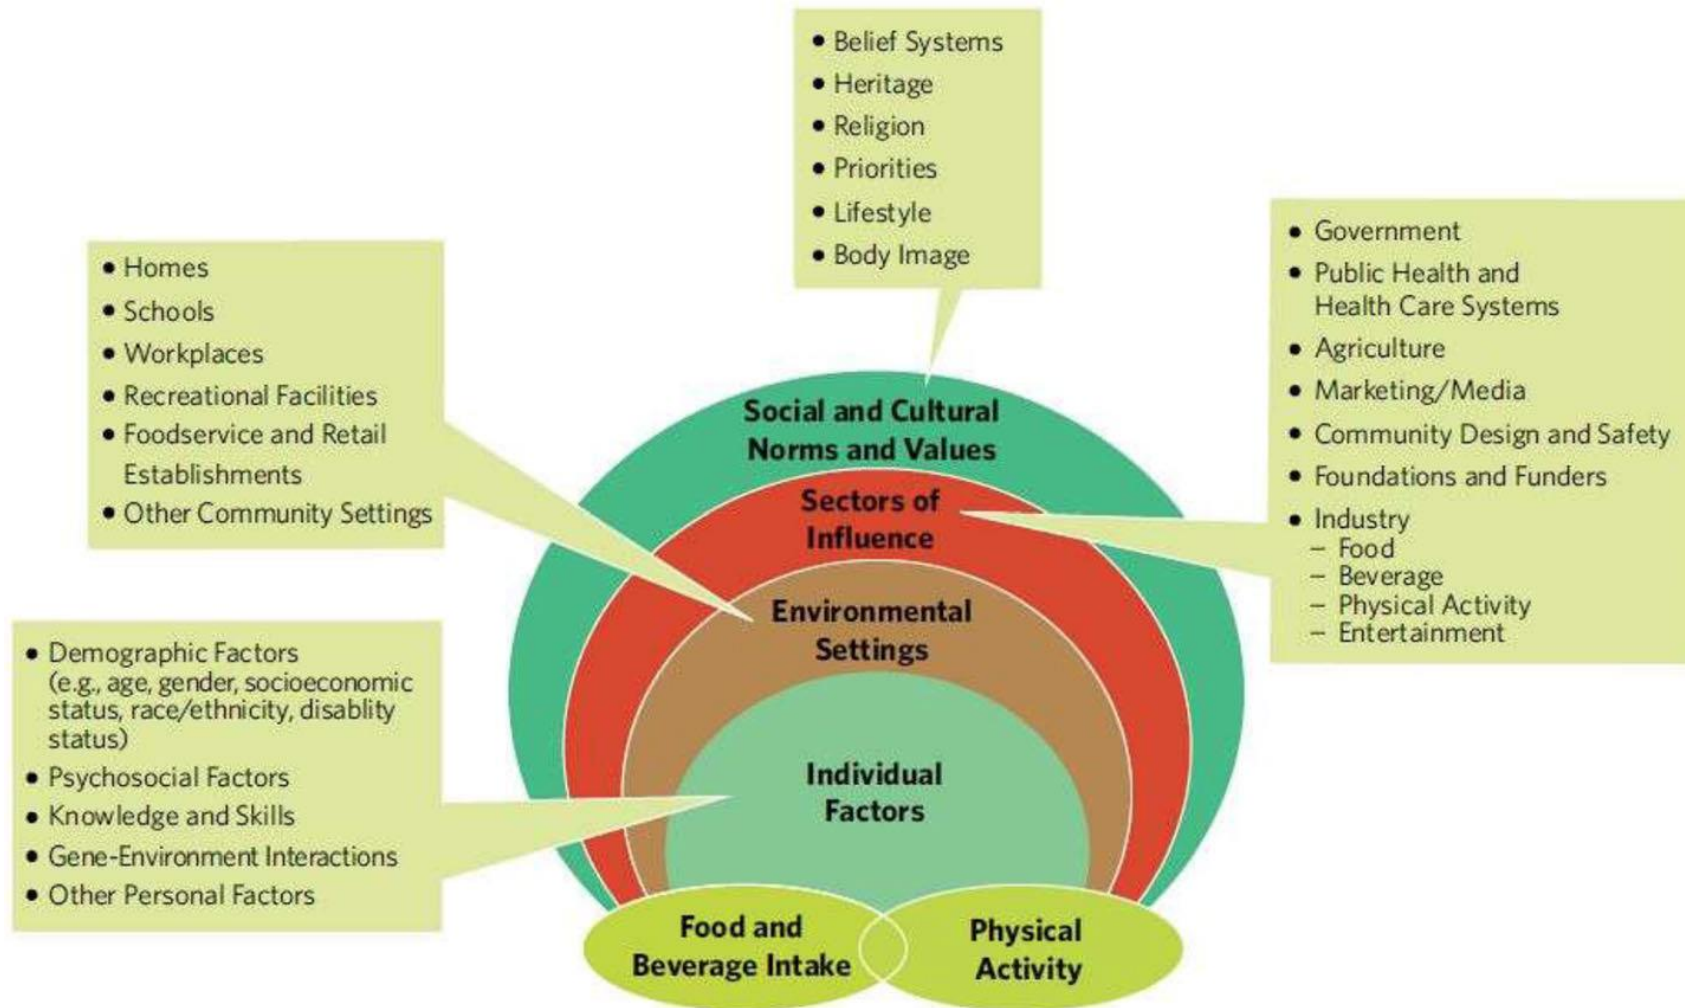 • Belief Systems
• Heritage
• Religion
• Priorities
• Lifestyle
• Body Image
• Homes
• Schools
• Workplaces
• Recreational Facilities
• Foodservice and Retail
Establishments
• Other Community Settings
• Government
• Public Health and
Health Care Systems
• Agriculture
• Marketing/Media
• Community Design and Safety
• Foundations and Funders
• Industry
– Food
– Beverage
– Physical Activity
– Entertainment
• Demographic Factors
(e.g., age, gender, socioeconomic
status, race/ethnicity, disablity
status)
• Psychosocial Factors
• Knowledge and Skills
• Gene-Environment Interactions
• Other Personal Factors
Social and Cultural
Norms and Values
Sectors of
Influence
Environmental
Settings
Individual
Factors
Food and
Beverage Intake
Physical
Activity